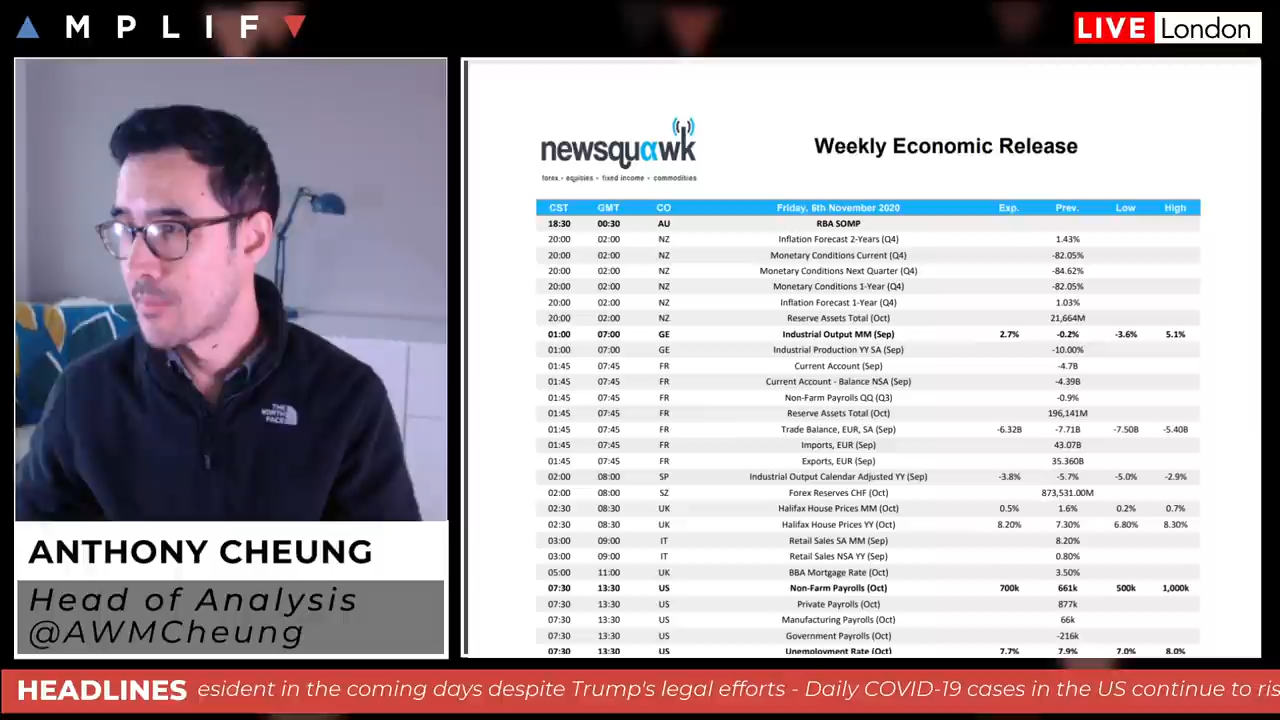 AMPLIFY
LIVE London
newsquawk
forex - equities - fixed income - commodities
Weekly Economic Release
CST GMT CO Friday, 6th November 2020 Exp. Prev. Low High
18:30 00:30 AU RBA SOMP
20:00 02:00 NZ Inflation Forecast 2-Years (Q4) 1.43%
20:00 02:00 NZ Monetary Conditions Current (Q4) -82.05%
20:00 02:00 NZ Monetary Conditions Next Quarter (Q4) -84.62%
20:00 02:00 NZ Monetary Conditions 1-Year (Q4) -82.05%
20:00 02:00 NZ Inflation Forecast 1-Year (Q4) 1.03%
20:00 02:00 NZ Reserve Assets Total (Oct) 21,664M
01:00 07:00 GE Industrial Output MM (Sep) 2.7% -0.2% -3.6% 5.1%
01:00 07:00 GE Industrial Production YY SA (Sep) -10.00%
01:45 07:45 FR Current Account (Sep) -4.7B
01:45 07:45 FR Current Account - Balance NSA (Sep) -4.39B
01:45 07:45 FR Non-Farm Payrolls QQ (Q3) -0.9%
01:45 07:45 FR Reserve Assets Total (Oct) 196,141M
01:45 07:45 FR Trade Balance, EUR, SA (Sep) -6.32B -7.71B -7.50B -5.40B
01:45 07:45 FR Imports, EUR (Sep) 43.07B
01:45 07:45 FR Exports, EUR (Sep) 35.360B
02:00 08:00 SP Industrial Output Calendar Adjusted YY (Sep) -3.8% -5.7% -5.0% -2.9%
02:00 08:00 SZ Forex Reserves CHF (Oct) 873,531.00M
02:30 08:30 UK Halifax House Prices MM (Oct) 0.5% 1.6% 0.2% 0.7%
02:30 08:30 UK Halifax House Prices YY (Oct) 8.20% 7.30% 6.80% 8.30%
03:00 09:00 IT Retail Sales SA MM (Sep) 8.20%
03:00 09:00 IT Retail Sales NSA YY (Sep) 0.80%
05:00 11:00 UK BBA Mortgage Rate (Oct) 3.50%
07:30 13:30 US Non-Farm Payrolls (Oct) 700k 661k 500k 1,000k
07:30 13:30 US Private Payrolls (Oct) 877k
07:30 13:30 US Manufacturing Payrolls (Oct) 66k
07:30 13:30 US Government Payrolls (Oct) -216k
07:30 13:30 US Unemployment Rate (Oct) 7.7% 7.9% 7.0% 8.0%
THE
NORTH
FACE
ANTHONY CHEUNG
Head of Analysis
@AWMCheung
HEADLINES esident in the coming days despite Trump's legal efforts - Daily COVID-19 cases in the US continue to ris